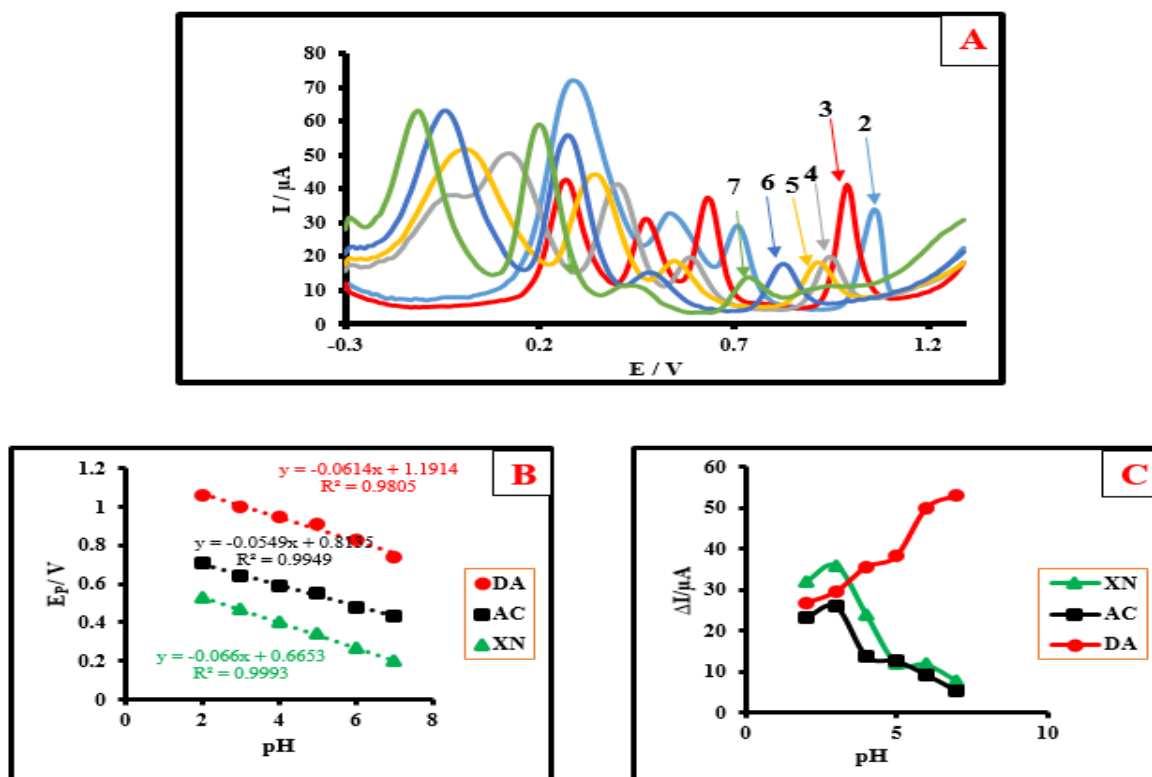 A
80
70
60
50
40
30
20
10
0
I / µA
-0.3
0.2
0.7
1.2
E / V
7
6
5
4
3
2
B
1.2
1
0.8
0.6
0.4
0.2
0
EP/ V
0
2
4
6
8
pH
y = -0.0614x + 1.1914
R² = 0.9805
y = -0.0549x + 0.8135
R² = 0.9949
y = -0.066x + 0.6653
R² = 0.9993
DA
AC
XN
C
60
50
40
30
20
10
0
ΔI/µA
0
5
10
pH
XN
AC
DA